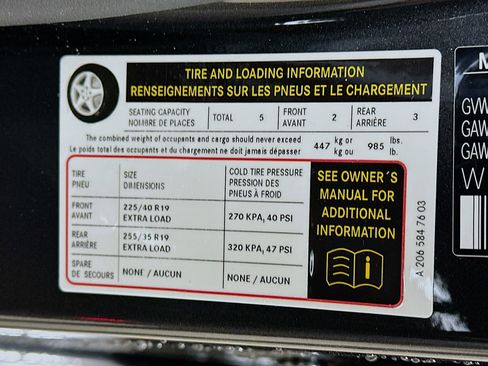 TIRE AND LOADING INFORMATION
RENSEIGNEMENTS SUR LES PNEUS ET LE CHARGEMENT
SEATING CAPACITY
NOMBRE DE PLACES
TOTAL 5
FRONT
AVANT
2
REAR
ARRIÈRE
3
The combined weight of occupants and cargo should never exceed
Le poids total des occupants et du chargement ne doit jamais dépasser
447 kg or
kg ou
985 lbs.
lb.
TIRE
PNEU
SIZE
DIMENSIONS
COLD TIRE PRESSURE
PRESSION DES
PNEUS À FROID
FRONT
AVANT
225/40 R19
EXTRA LOAD
270 KPA, 40 PSI
REAR
ARRIÈRE
255/35 R19
EXTRA LOAD
320 KPA, 47 PSI
SPARE
DE SECOURS
NONE / AUCUN
NONE / AUCUN
SEE OWNER´S
MANUAL FOR
ADDITIONAL
INFORMATION
i
A 206 584 76 03
M
GVW
GAW
GAW
W